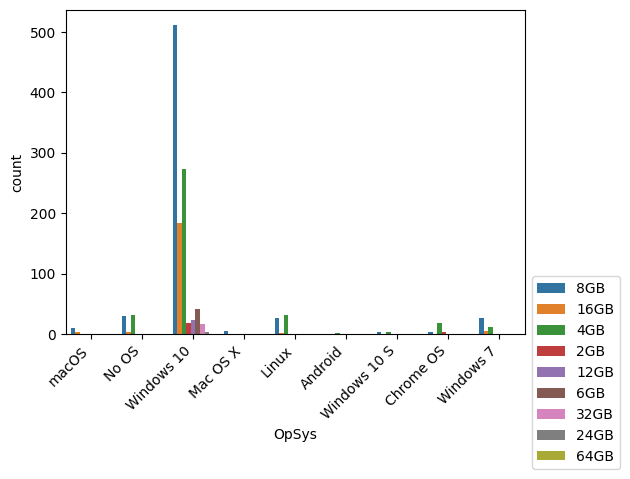 500
400
300
200
100
0
count
macOS
No OS
Windows 10
Mac OS X
Linux
Android
Windows 10 S
Chrome OS
Windows 7
OpSys
8GB
16GB
4GB
2GB
12GB
6GB
32GB
24GB
64GB